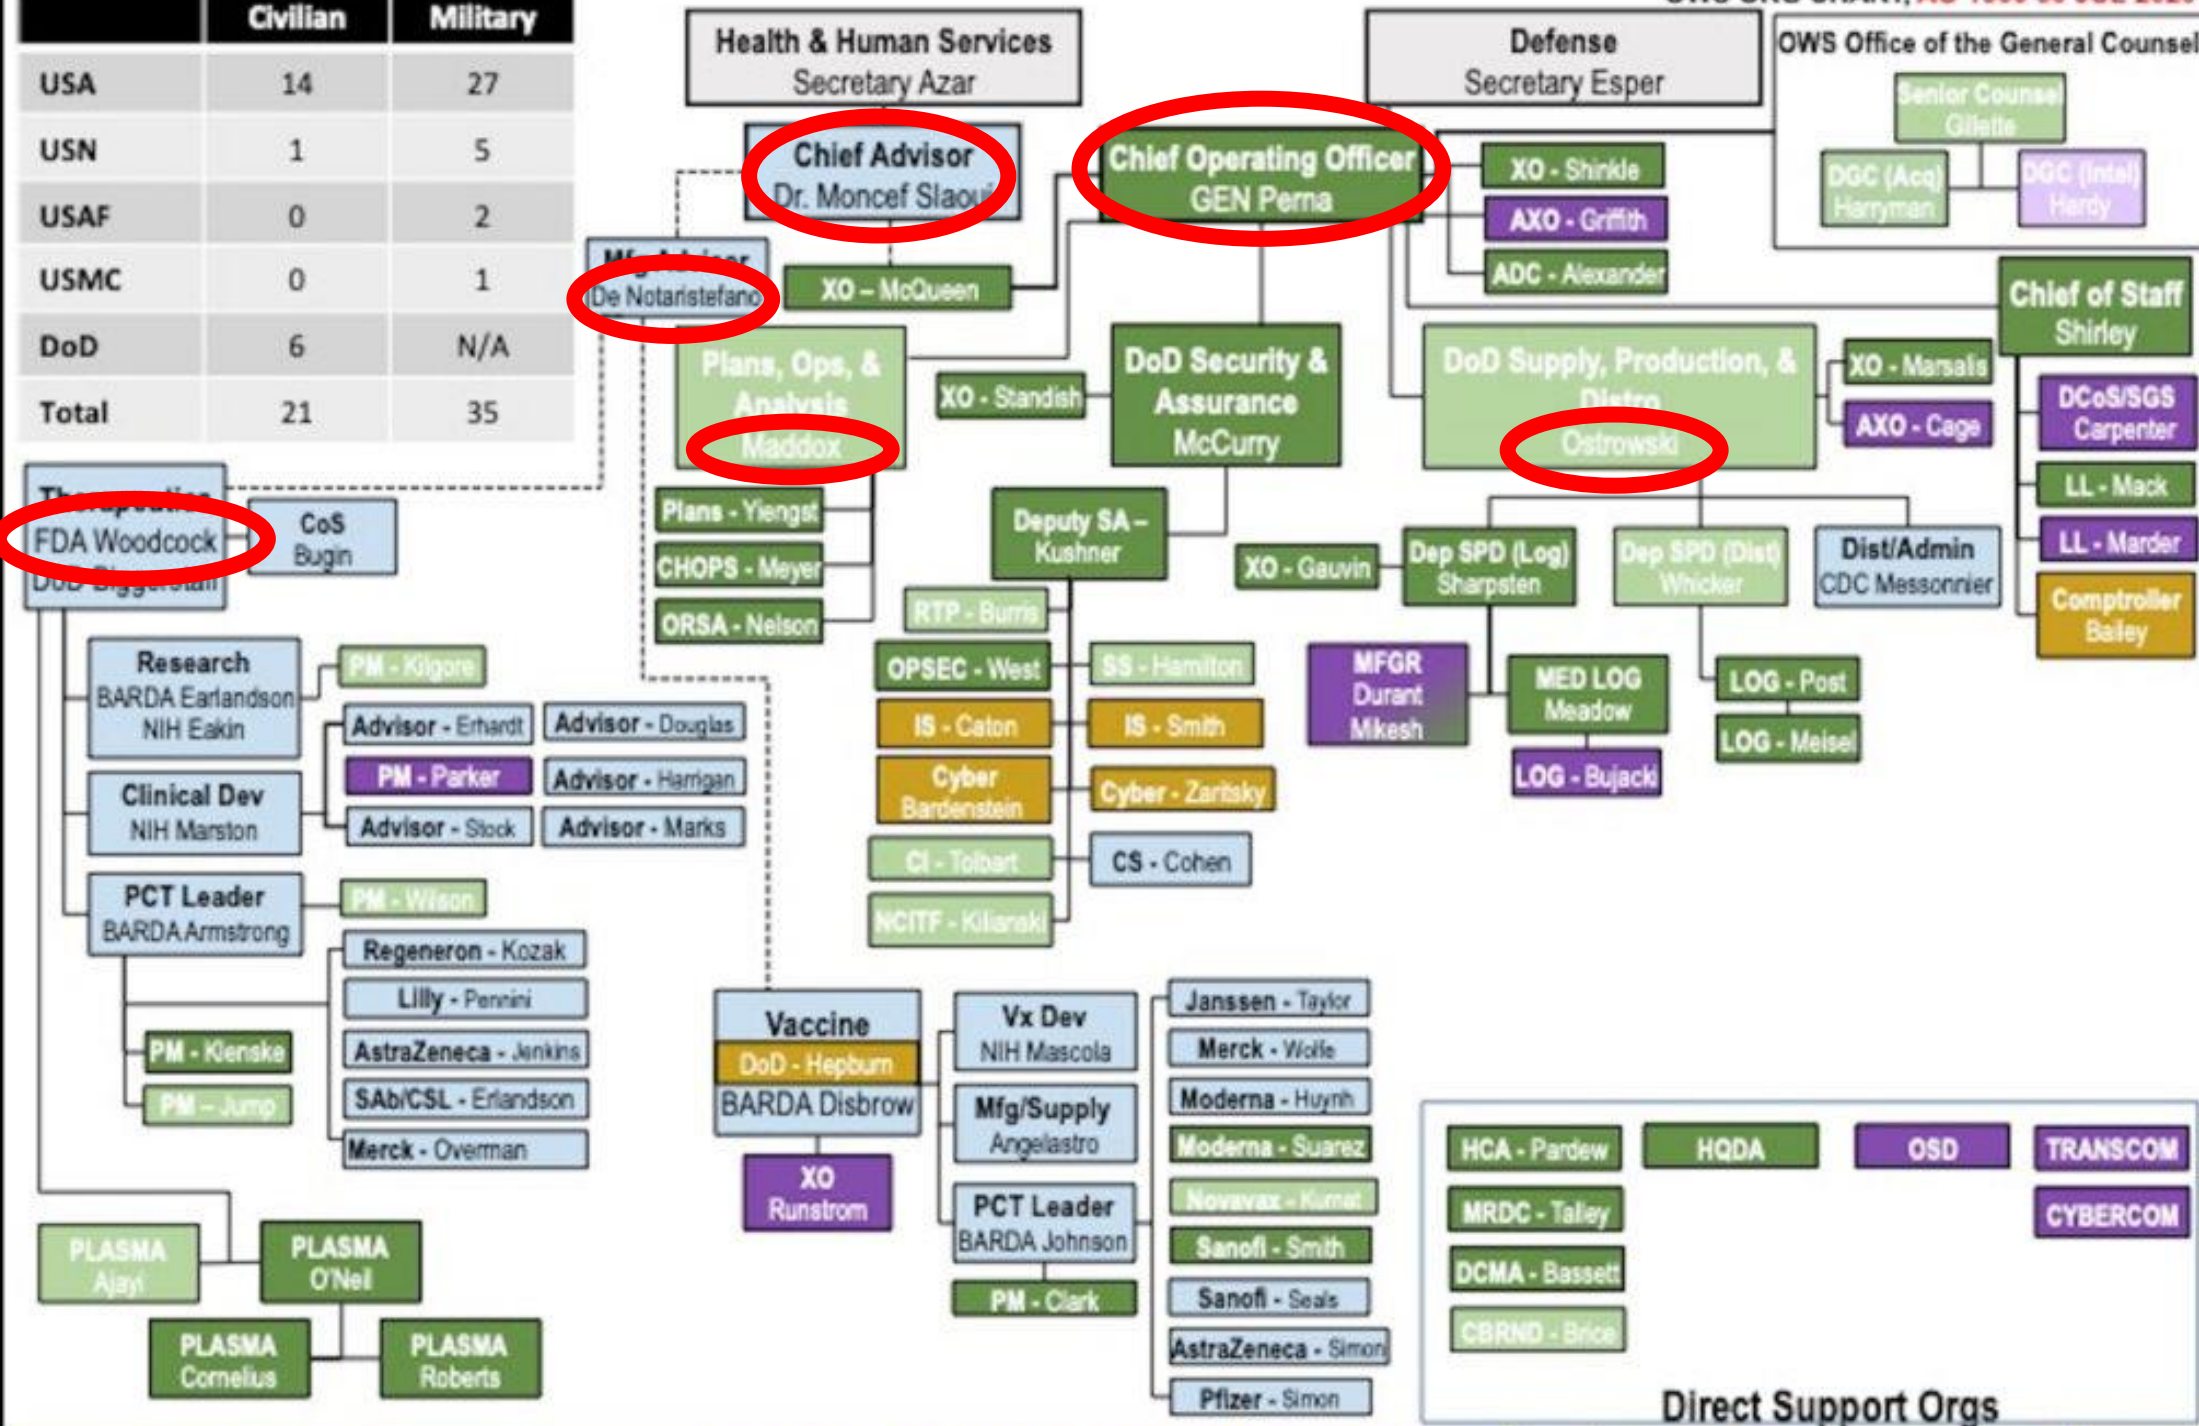 Civilian Military
USA 14 27
USN 1 5
USAF 0 2
USMC 0 1
DoD 6 N/A
Total 21 35
Health & Human Services
Secretary Azar
Defense
Secretary Esper
OWS Office of the General Counsel
Senior Counsel
Gillette
DGC (Acq)
Harryman
DGC (Intel)
Hardy
Chief Advisor
Dr. Moncef Slaoui
Chief Operating Officer
GEN Perna
XO - Shinkle
AXO - Griffith
ADC - Alexander
Mfg Advisor
De Notaristefano
XO – McQueen
Chief of Staff
Shirley
Plans, Ops, &
Analysis
Maddox
XO - Standish
DoD Security &
Assurance
McCurry
DoD Supply, Production, &
Distro
Ostrowski
XO - Marsalis
AXO - Cage
DCoS/SGS
Carpenter
LL - Mack
LL - Marder
Comptroller
Bailey
Therapeutics
FDA Woodcock
DoD Biggerstaff
CoS
Bugin
Plans - Yiengst
CHOPS - Meyer
ORSA - Nelson
Deputy SA –
Kushner
XO - Gauvin
Dep SPD (Log)
Sharpsten
Dep SPD (Dist)
Whicker
Dist/Admin
CDC Messonnier
RTP - Burris
OPSEC - West
SS - Hamilton
IS - Caton
IS - Smith
Cyber
Bardenstein
Cyber - Zaritsky
CI - Tolbart
CS - Cohen
NCITF - Kilianski
MFGR
Durant
Mikesh
MED LOG
Meadow
LOG - Bujacki
LOG - Post
LOG - Meisel
Research
BARDA Earlandson
NIH Eakin
PM - Kilgore
Advisor - Erhardt
Advisor - Douglas
PM - Parker
Advisor - Harrigan
Clinical Dev
NIH Marston
Advisor - Stock
Advisor - Marks
PCT Leader
BARDA Armstrong
PM - Wilson
Regeneron - Kozak
Lilly - Pennini
AstraZeneca - Jenkins
SAb/CSL - Erlandson
Merck - Overman
PM - Klenske
PM – Jump
PLASMA
Ajayi
PLASMA
O'Neil
PLASMA
Cornelius
PLASMA
Roberts
Vaccine
DoD - Hepburn
BARDA Disbrow
XO
Runstrom
Vx Dev
NIH Mascola
Mfg/Supply
Angelastro
PCT Leader
BARDA Johnson
PM - Clark
Janssen - Taylor
Merck - Wolfe
Moderna - Huynh
Moderna - Suarez
Novavax -
Sanofi - Smith
Sanofi - Seals
AstraZeneca - Simon
Pfizer - Simon
HCA - Pardew
HQDA
OSD
TRANSCOM
MRDC - Talley
CYBERCOM
DCMA - Bassett
CBRND - Brice
Direct Support Orgs